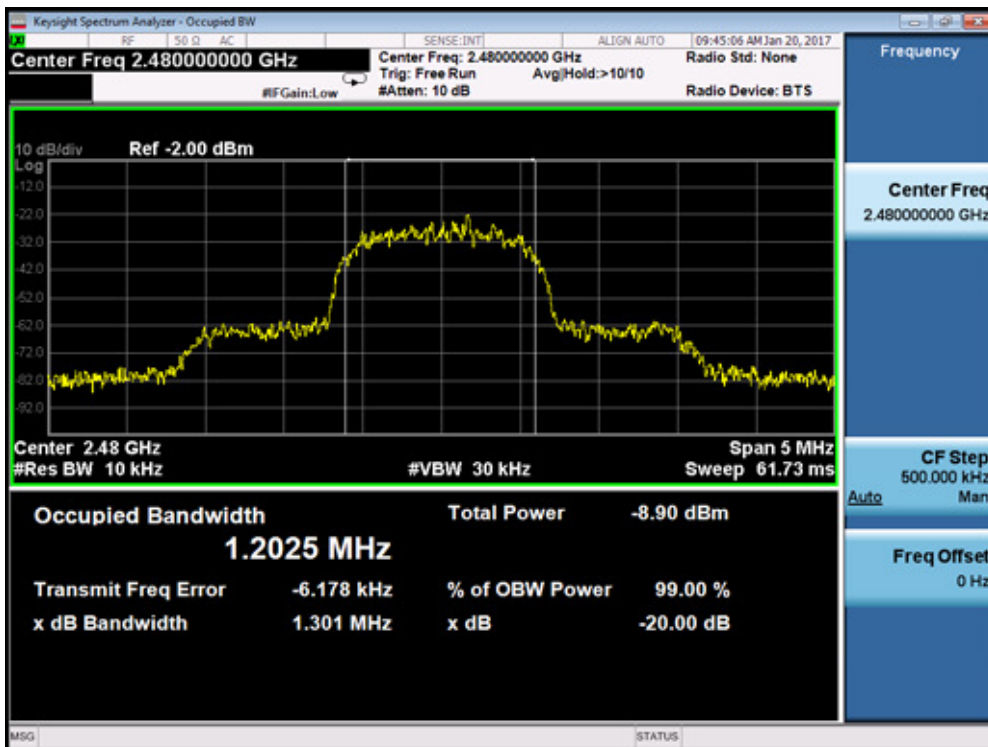 Keysight Spectrum Analyzer - Occupied BW
RF 50 Ω AC SENSE:INT ALIGN AUTO 09:45:06 AM Jan 20, 2017
Center Freq 2.480000000 GHz
Center Freq: 2.480000000 GHz
Radio Std: None
Trig: Free Run Avg|Hold:>10/10
#IFGain:Low
#Atten: 10 dB
Radio Device: BTS
10 dB/div Ref -2.00 dBm
Log
-12.0
-22.0
-32.0
-42.0
-52.0
-62.0
-72.0
-82.0
-92.0
Center 2.48 GHz Span 5 MHz
#Res BW 10 kHz #VBW 30 kHz Sweep 61.73 ms
Occupied Bandwidth Total Power -8.90 dBm
1.2025 MHz
Transmit Freq Error -6.178 kHz % of OBW Power 99.00 %
x dB Bandwidth 1.301 MHz x dB -20.00 dB
Frequency
Center Freq
2.480000000 GHz
CF Step
500.000 kHz
Auto Man
Freq Offset
0 Hz
MSG STATUS